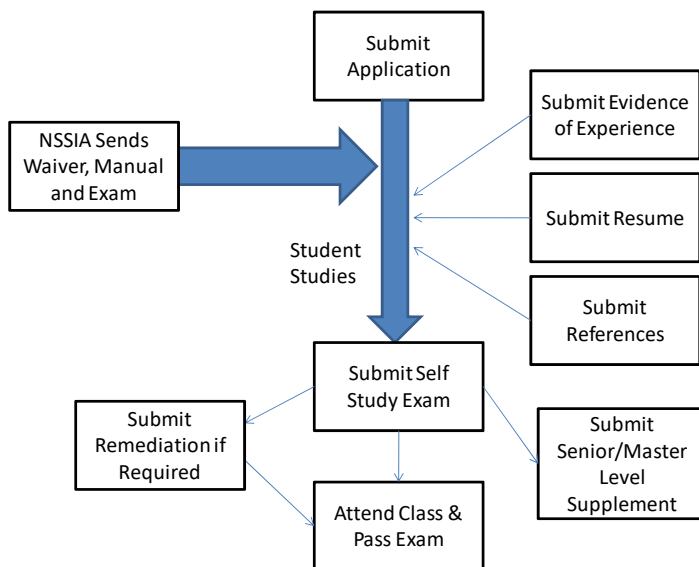 Submit
Application
Submit Evidence
of Experience
NSSIA Sends
Waiver, Manual
and Exam
Submit Resume
Student
Studies
Submit
References
Submit Self
Study Exam
Submit
Remediation if
Required
Submit
Senior/Master
Level
Supplement
Attend Class &
Pass Exam